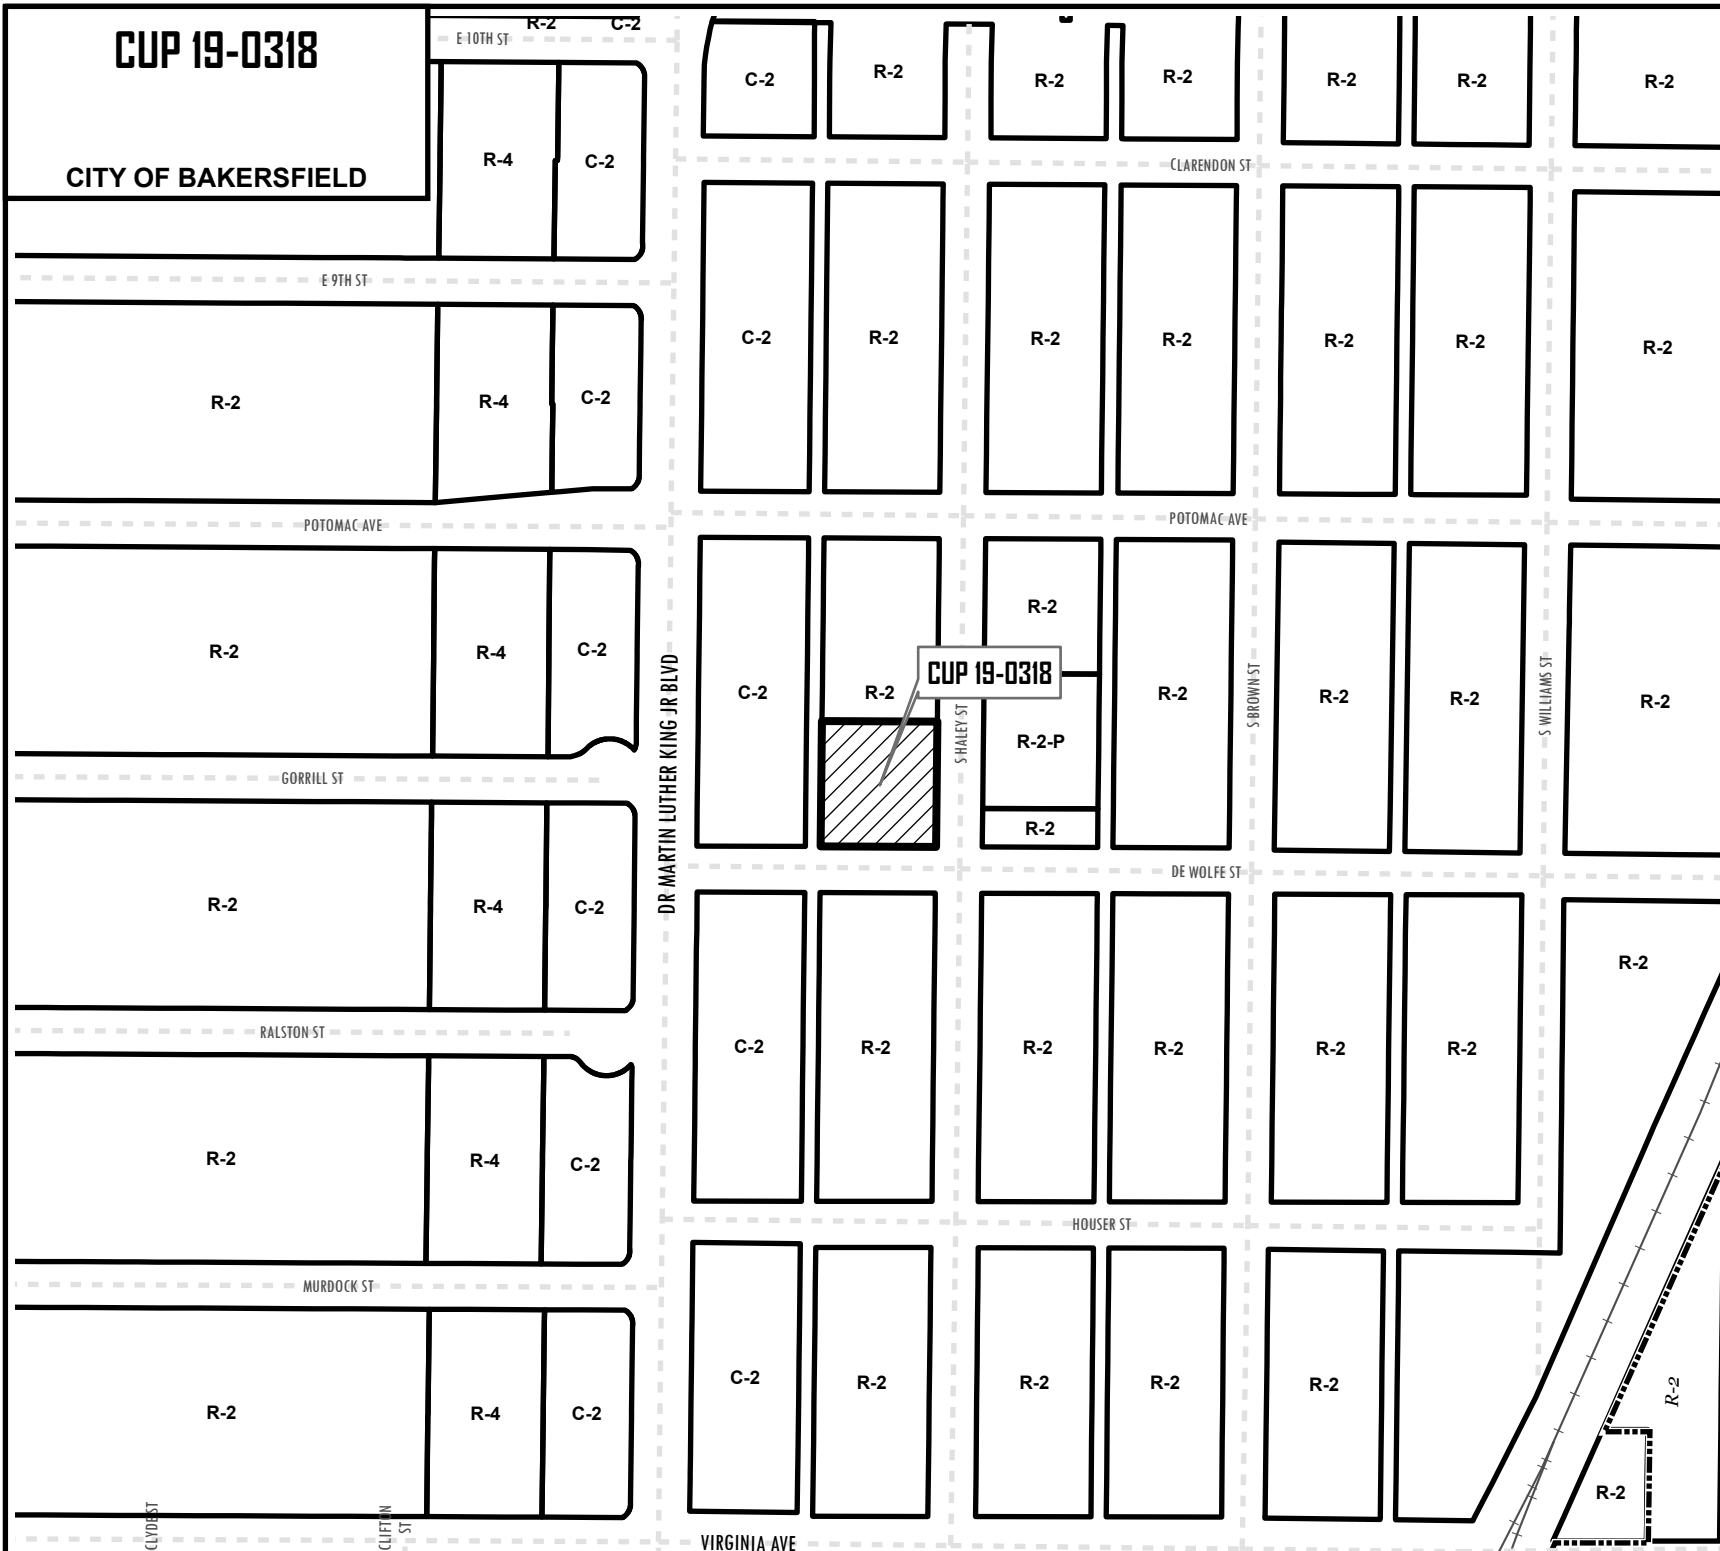 CUP 19-0318
CITY OF BAKERSFIELD
R-2
C-2
E 10TH ST
R-4
C-2
C-2
R-2
R-2
R-2
R-2
R-2
R-2
CLARENDON ST
E 9TH ST
R-2
R-4
C-2
C-2
R-2
R-2
R-2
R-2
R-2
R-2
POTOMAC AVE
POTOMAC AVE
R-2
R-4
C-2
C-2
R-2
CUP 19-0318
R-2
R-2-P
R-2
R-2
R-2
R-2
R-2
DR MARTIN LUTHER KING JR BLVD
S HALEY ST
S BROWN ST
S WILLIAMS ST
GORRILL ST
DE WOLFE ST
R-2
R-4
C-2
C-2
R-2
R-2
R-2
R-2
R-2
R-2
RALSTON ST
R-2
R-4
C-2
HOUSER ST
MURDOCK ST
R-2
R-4
C-2
C-2
R-2
R-2
R-2
R-2
R-2
R-2
CLYDE ST
CLIFTON
ST
VIRGINIA AVE